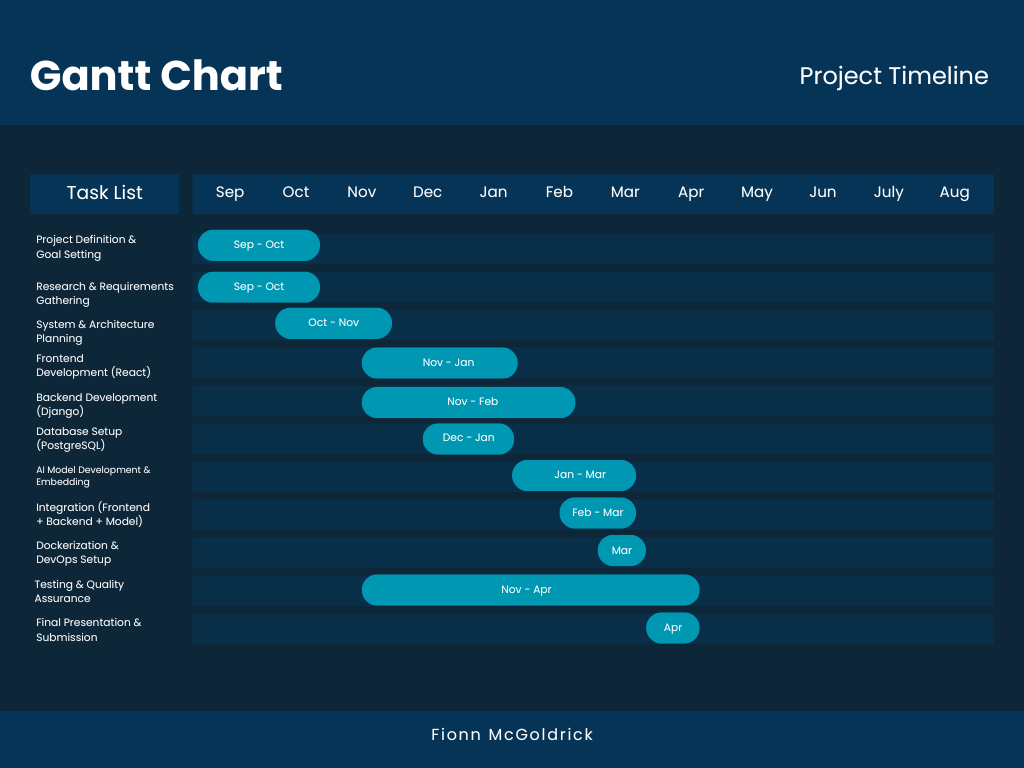 Gantt Chart
Project Timeline
Task List
Sep Oct Nov Dec Jan Feb Mar Apr May Jun July Aug
Project Definition &
Goal Setting
Sep - Oct
Research & Requirements
Gathering
Sep - Oct
System & Architecture
Planning
Oct - Nov
Frontend
Development (React)
Nov - Jan
Backend Development
(Django)
Nov - Feb
Database Setup
(PostgreSQL)
Dec - Jan
AI Model Development &
Embedding
Jan - Mar
Integration (Frontend
+ Backend + Model)
Feb - Mar
Dockerization &
DevOps Setup
Mar
Testing & Quality
Assurance
Nov - Apr
Final Presentation &
Submission
Apr
Fionn McGoldrick